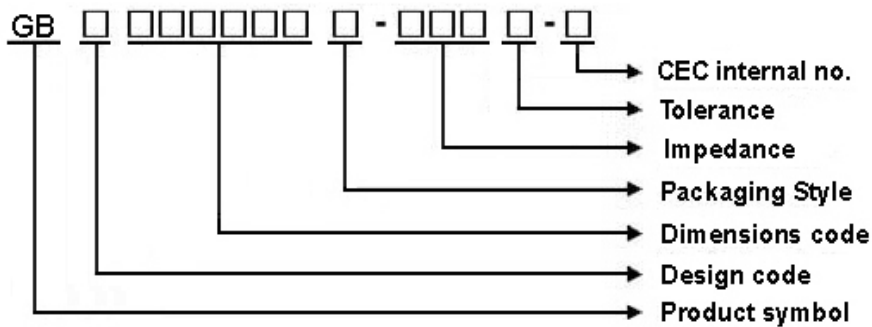 GB □ □□□□□□ □ - □□□ □ - □
CEC internal no.
Tolerance
Impedance
Packaging Style
Dimensions code
Design code
Product symbol